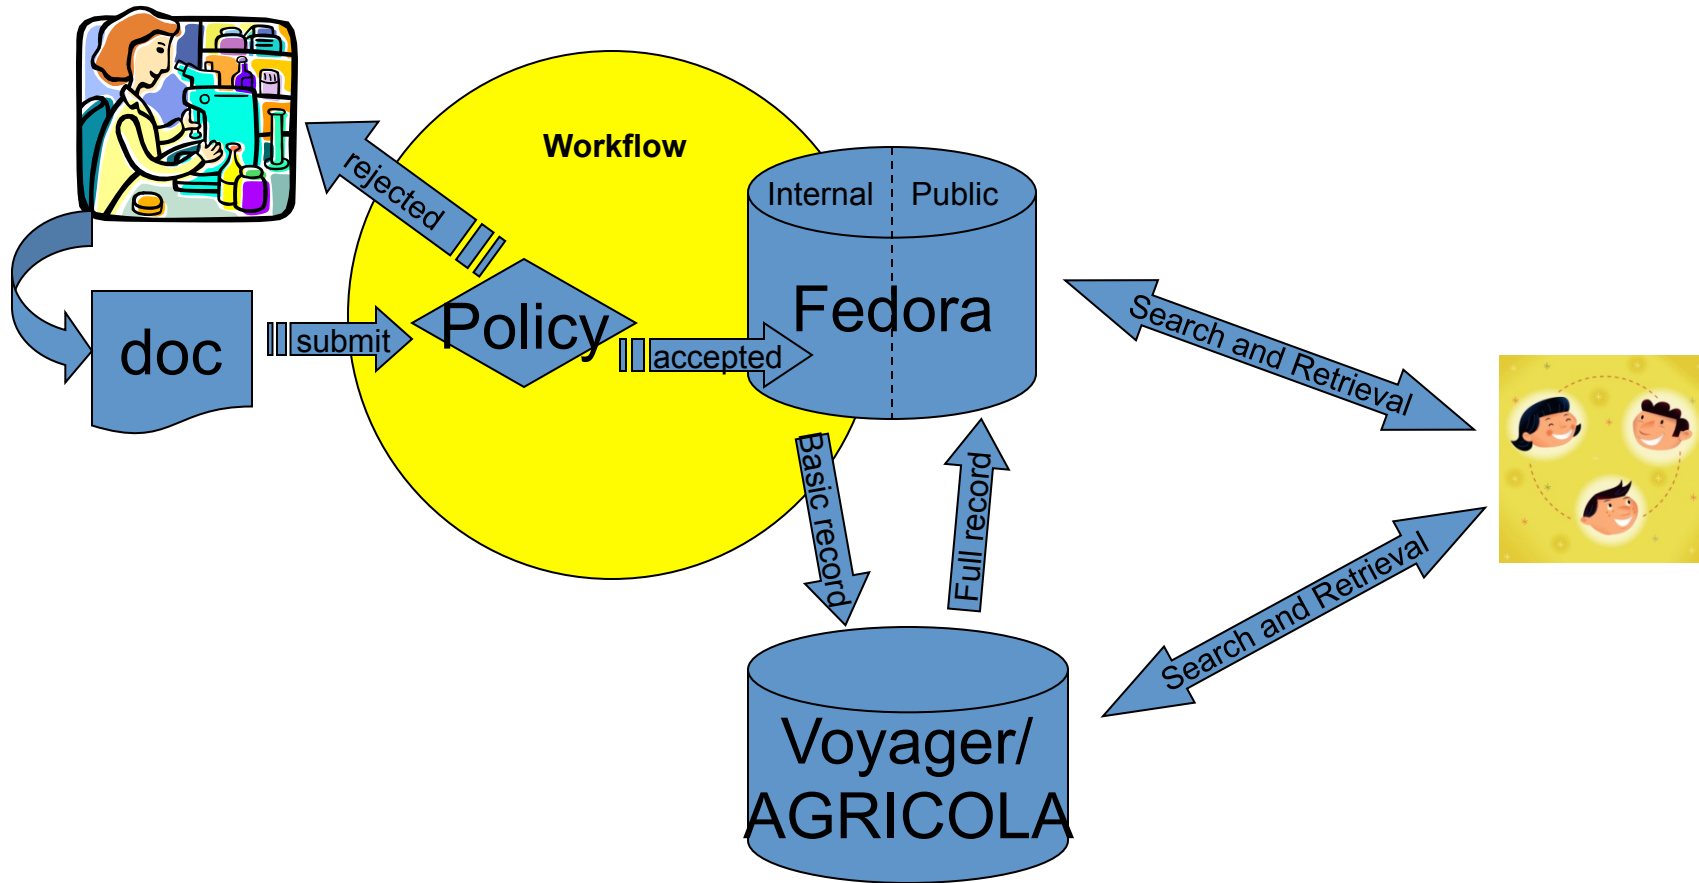 Workflow
rejected
Internal
Public
doc
submit
Policy
accepted
Fedora
Search and Retrieval
Basic record
Full record
Search and Retrieval
Voyager/
AGRICOLA